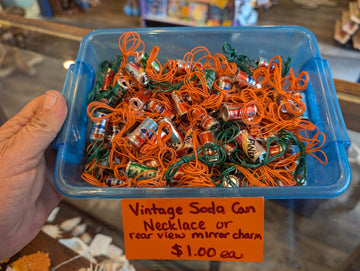 Vintage Soda Can
Necklace or
rear view mirror charm
$1.00 ea